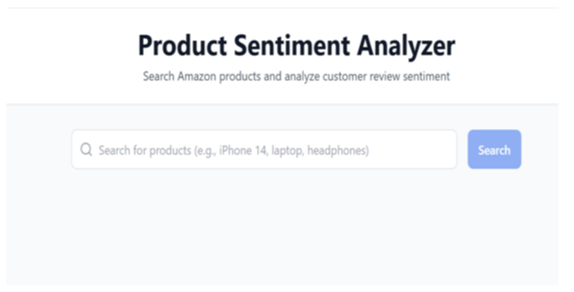 Product Sentiment Analyzer
Search Amazon products and analyze customer review sentiment
Search for products (e.g., iPhone 14, laptop, headphones)
Search